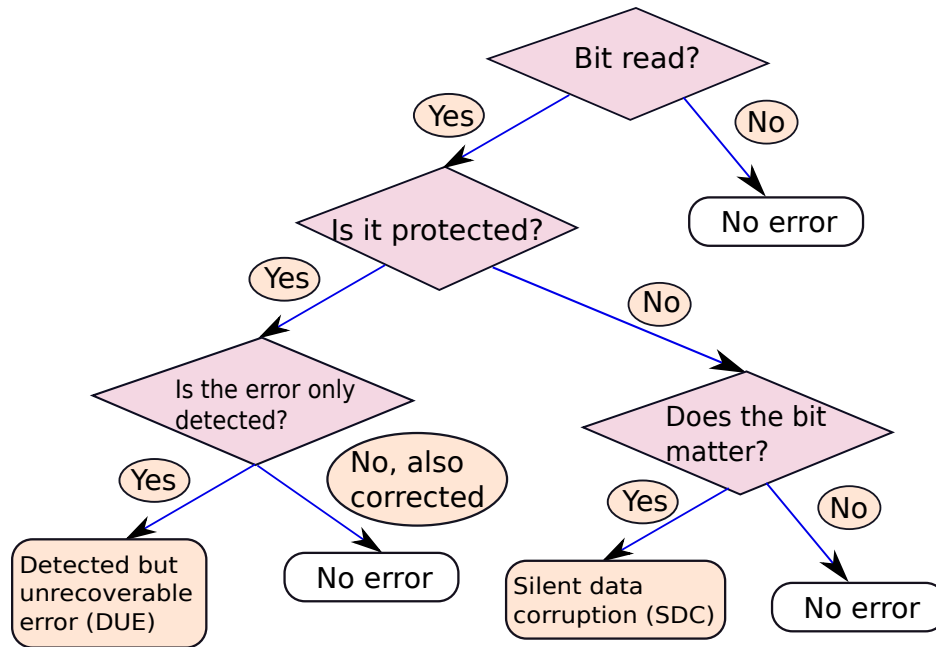 Bit read?
Yes
No
No error
Is it protected?
Yes
No
Is the error only
detected?
Does the bit
matter?
Yes
No, also
corrected
Yes
No
Detected but
unrecoverable
error (DUE)
No error
Silent data
corruption (SDC)
No error